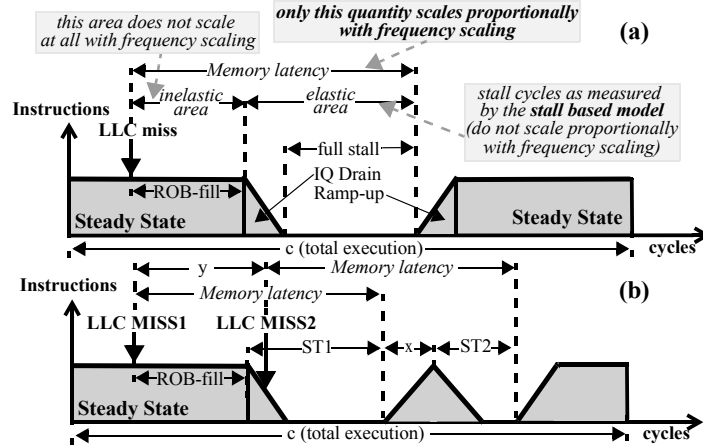 this area does not scale
at all with frequency scaling
only this quantity scales proportionally
with frequency scaling
(a)
Memory latency
Instructions
inelastic
area
elastic
area
stall cycles as measured
by the stall based model
(do not scale proportionally
with frequency scaling)
LLC miss
full stall
ROB-fill
IQ Drain
Ramp-up
Steady State
Steady State
c (total execution)
cycles
y
Memory latency
(b)
Instructions
Memory latency
LLC MISS1
LLC MISS2
ST1
x
ST2
ROB-fill
Steady State
c (total execution)
cycles